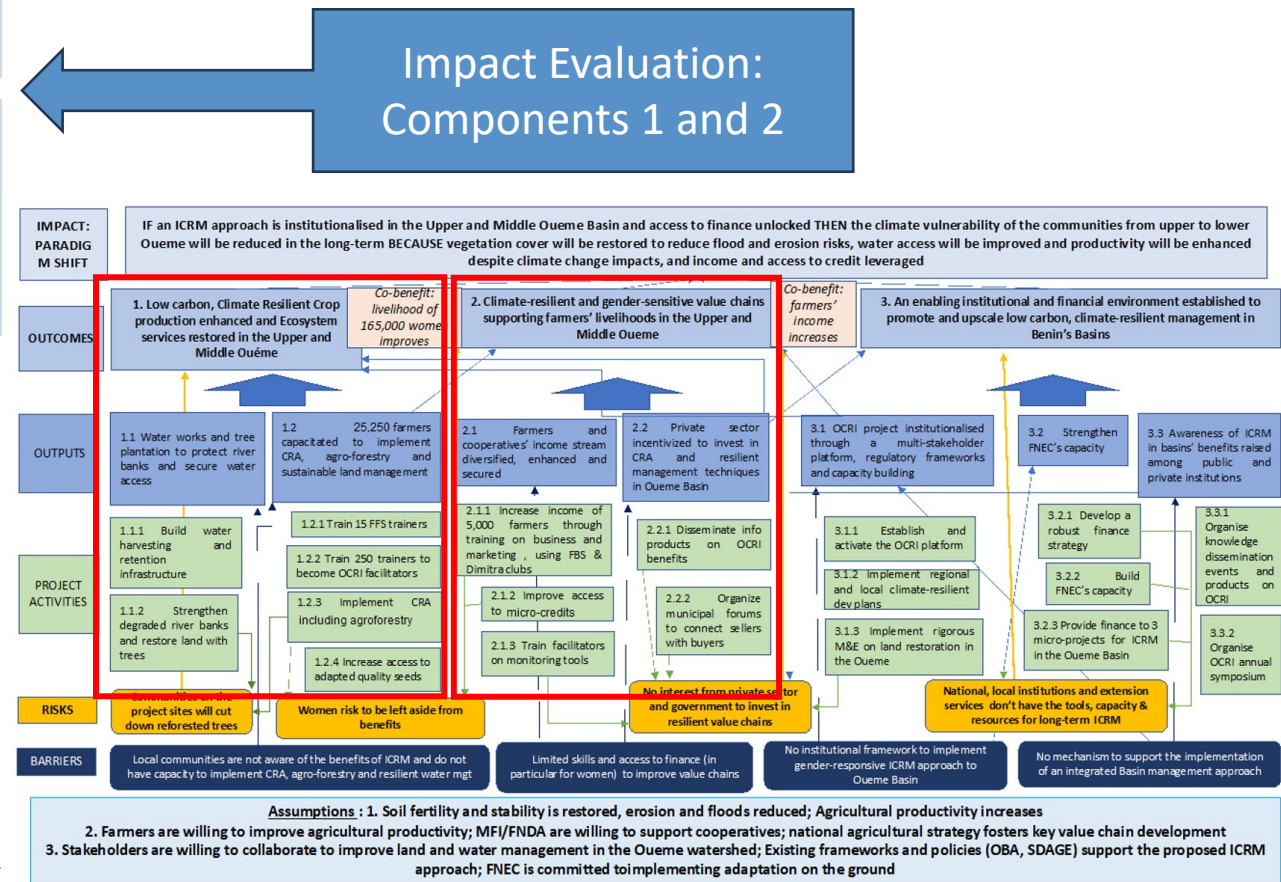 Impact Evaluation:
Components 1 and 2
IMPACT:
PARADIG
M SHIFT
IF an ICRM approach is institutionalised in the Upper and Middle Oueme Basin and access to finance unlocked THEN the climate vulnerability of the communities from upper to lower
Oueme will be reduced in the long-term BECAUSE vegetation cover will be restored to reduce flood and erosion risks, water access will be improved and productivity will be enhanced
despite climate change impacts, and income and access to credit leveraged
OUTCOMES
1. Low carbon, Climate Resilient Crop
production enhanced and Ecosystem
services restored in the Upper and
Middle Ouéme
Co-benefit:
livelihood of
165,000 women
improves
2. Climate-resilient and gender-sensitive value chains
supporting farmers' livelihoods in the Upper and
Middle Oueme
Co-benefit:
farmers'
income
increases
3. An enabling institutional and financial environment established to
promote and upscale low carbon, climate-resilient management in
Benin's Basins
OUTPUTS
1.1 Water works and tree
plantation to protect river
banks and secure water
access
1.2 25,250 farmers
capacitated to implement
CRA, agro-forestry and
sustainable land management
2.1 Farmers and
cooperatives' income stream
diversified, enhanced and
secured
2.2 Private sector
incentivized to invest in
CRA and resilient
management techniques
in Oueme Basin
3.1 OCRI project institutionalised
through a multi-stakeholder
platform, regulatory frameworks
and capacity building
3.2 Strengthen
FNEC's capacity
3.3 Awareness of ICRM
in basins' benefits raised
among public and
private institutions
PROJECT
ACTIVITIES
1.1.1 Build water
harvesting and
retention
infrastructure
1.1.2 Strengthen
degraded river banks
and restore land with
trees
1.2.1 Train 15 FFS trainers
1.2.2 Train 250 trainers to
become OCRI facilitators
1.2.3 Implement CRA
including agroforestry
1.2.4 Increase access to
adapted quality seeds
2.1.1 Increase income of
5,000 farmers through
training on business and
marketing , using FBS &
Dimitra clubs
2.1.2 Improve access
to micro-credits
2.1.3 Train facilitators
on monitoring tools
2.2.1 Disseminate info
products on OCRI
benefits
2.2.2 Organize
municipal forums
to connect sellers
with buyers
3.1.1 Establish and
activate the OCRI platform
3.1.2 Implement regional
and local climate-resilient
dev plans
3.1.3 Implement rigorous
M&E on land restoration in
the Oueme
3.2.1 Develop a
robust finance
strategy
3.2.2 Build
FNEC's capacity
3.2.3 Provide finance to 3
micro-projects for ICRM
in the Oueme Basin
3.3.1
Organise
knowledge
dissemination
events and
products on
OCRI
3.3.2
Organise
OCRI annual
symposium
RISKS
project sites will cut
down reforested trees
Women risk to be left aside from
benefits
No interest from private sector
and government to invest in
resilient value chains
National, local institutions and extension
services don't have the tools, capacity &
resources for long-term ICRM
BARRIERS
Local communities are not aware of the benefits of ICRM and do not
have capacity to implement CRA, agro-forestry and resilient water mgt
Limited skills and access to finance (in
particular for women) to improve value chains
No institutional framework to implement
gender-responsive ICRM approach to
Oueme Basin
No mechanism to support the implementation
of an integrated Basin management approach
Assumptions : 1. Soil fertility and stability is restored, erosion and floods reduced; Agricultural productivity increases
2. Farmers are willing to improve agricultural productivity; MFI/FNDA are willing to support cooperatives; national agricultural strategy fosters key value chain development
3. Stakeholders are willing to collaborate to improve land and water management in the Oueme watershed; Existing frameworks and policies (OBA, SDAGE) support the proposed ICRM
approach; FNEC is committed toimplementing adaptation on the ground